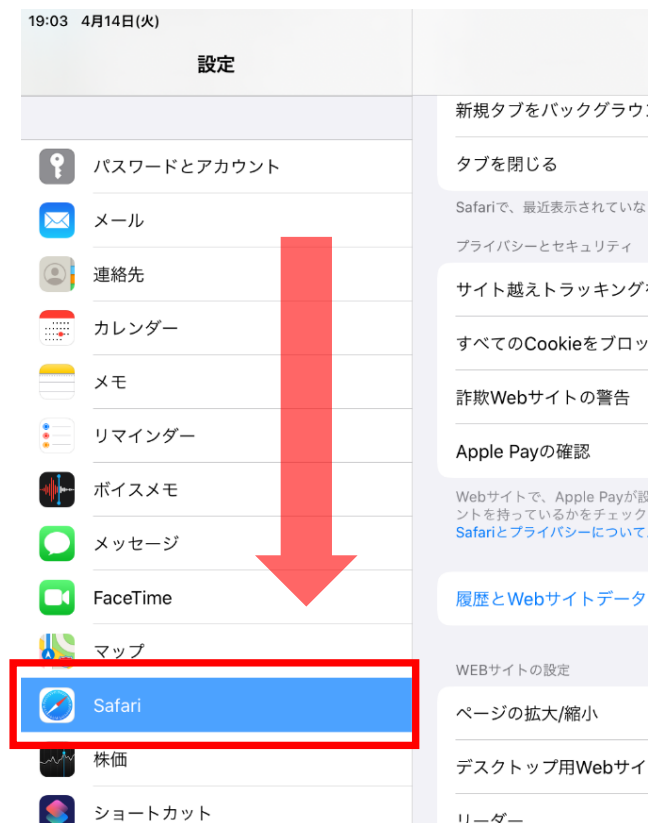 19:03 4月14日(火)
設定
パスワードとアカウント
メール
連絡先
カレンダー
メモ
リマインダー
ボイスメモ
メッセージ
FaceTime
マップ
Safari
株価
ショートカット
新規タブをバックグラウ
タブを閉じる
Safariで、最近表示されていな
プライバシーとセキュリティ
サイト越えトラッキング
すべてのCookieをブロッ
詐欺Webサイトの警告
Apple Payの確認
Webサイトで、Apple Payが設
ントを持っているかをチェック
Safariとプライバシーについて
履歴とWebサイトデータ
WEBサイトの設定
ページの拡大/縮小
デスクトップ用Webサイ
リーダー